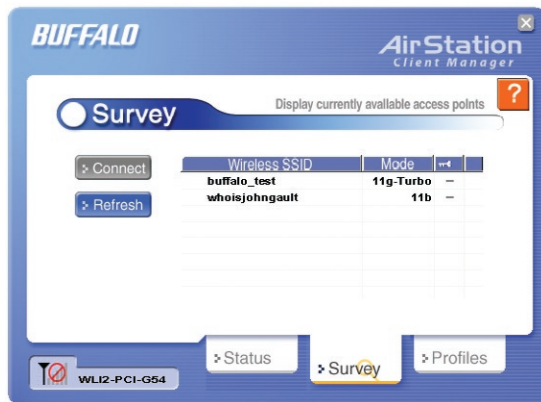 BUFFALO
AirStation
Client Manager
Survey
Display currently available access points
?
Connect
Refresh
Wireless SSID Mode
buffalo_test 11g-Turbo –
whoisjohngault 11b –
Status
Survey
Profiles
WLI2-PCI-G54